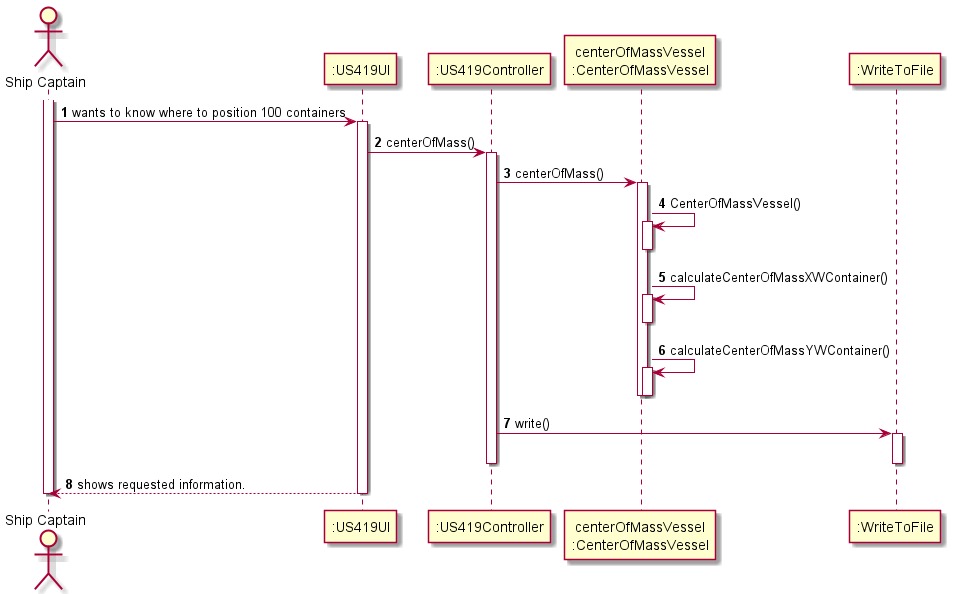 Ship Captain
:US419UI
:US419Controller
centerOfMassVessel
:CenterOfMassVessel
:WriteToFile
1 wants to know where to position 100 containers
2 centerOfMass()
3 centerOfMass()
4 CenterOfMassVessel()
5 calculateCenterOfMassXWContainer()
6 calculateCenterOfMassYWContainer()
7 write()
8 shows requested information.
Ship Captain
:US419UI
:US419Controller
centerOfMassVessel
:CenterOfMassVessel
:WriteToFile